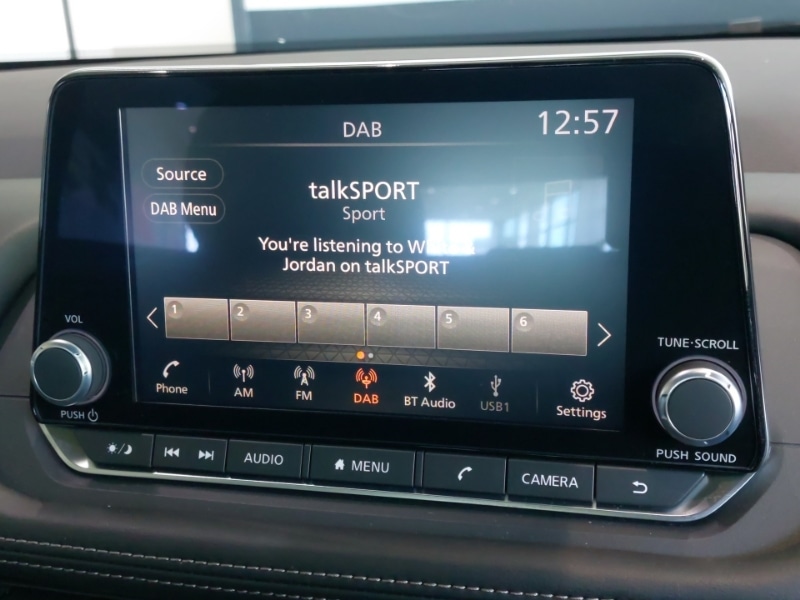 DAB
12:57
Source
talkSPORT
DAB Menu
Sport
You're listening to
Jordan on talkSPORT
1 2 3 4 5 6
Phone AM FM DAB BT Audio USB1 Settings
VOL
PUSH
TUNE·SCROLL
PUSH SOUND
AUDIO MENU CAMERA